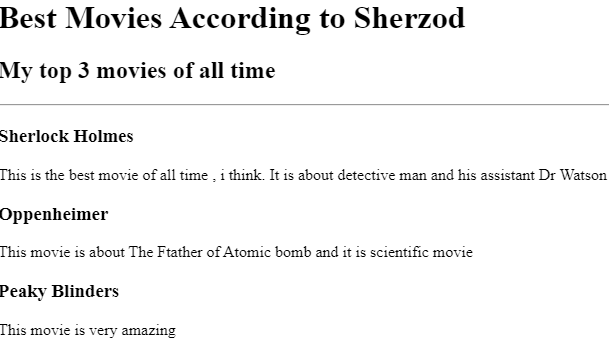 Best Movies According to Sherzod
My top 3 movies of all time
Sherlock Holmes
This is the best movie of all time , i think. It is about detective man and his assistant Dr Watson
Oppenheimer
This movie is about The Ftather of Atomic bomb and it is scientific movie
Peaky Blinders
This movie is very amazing